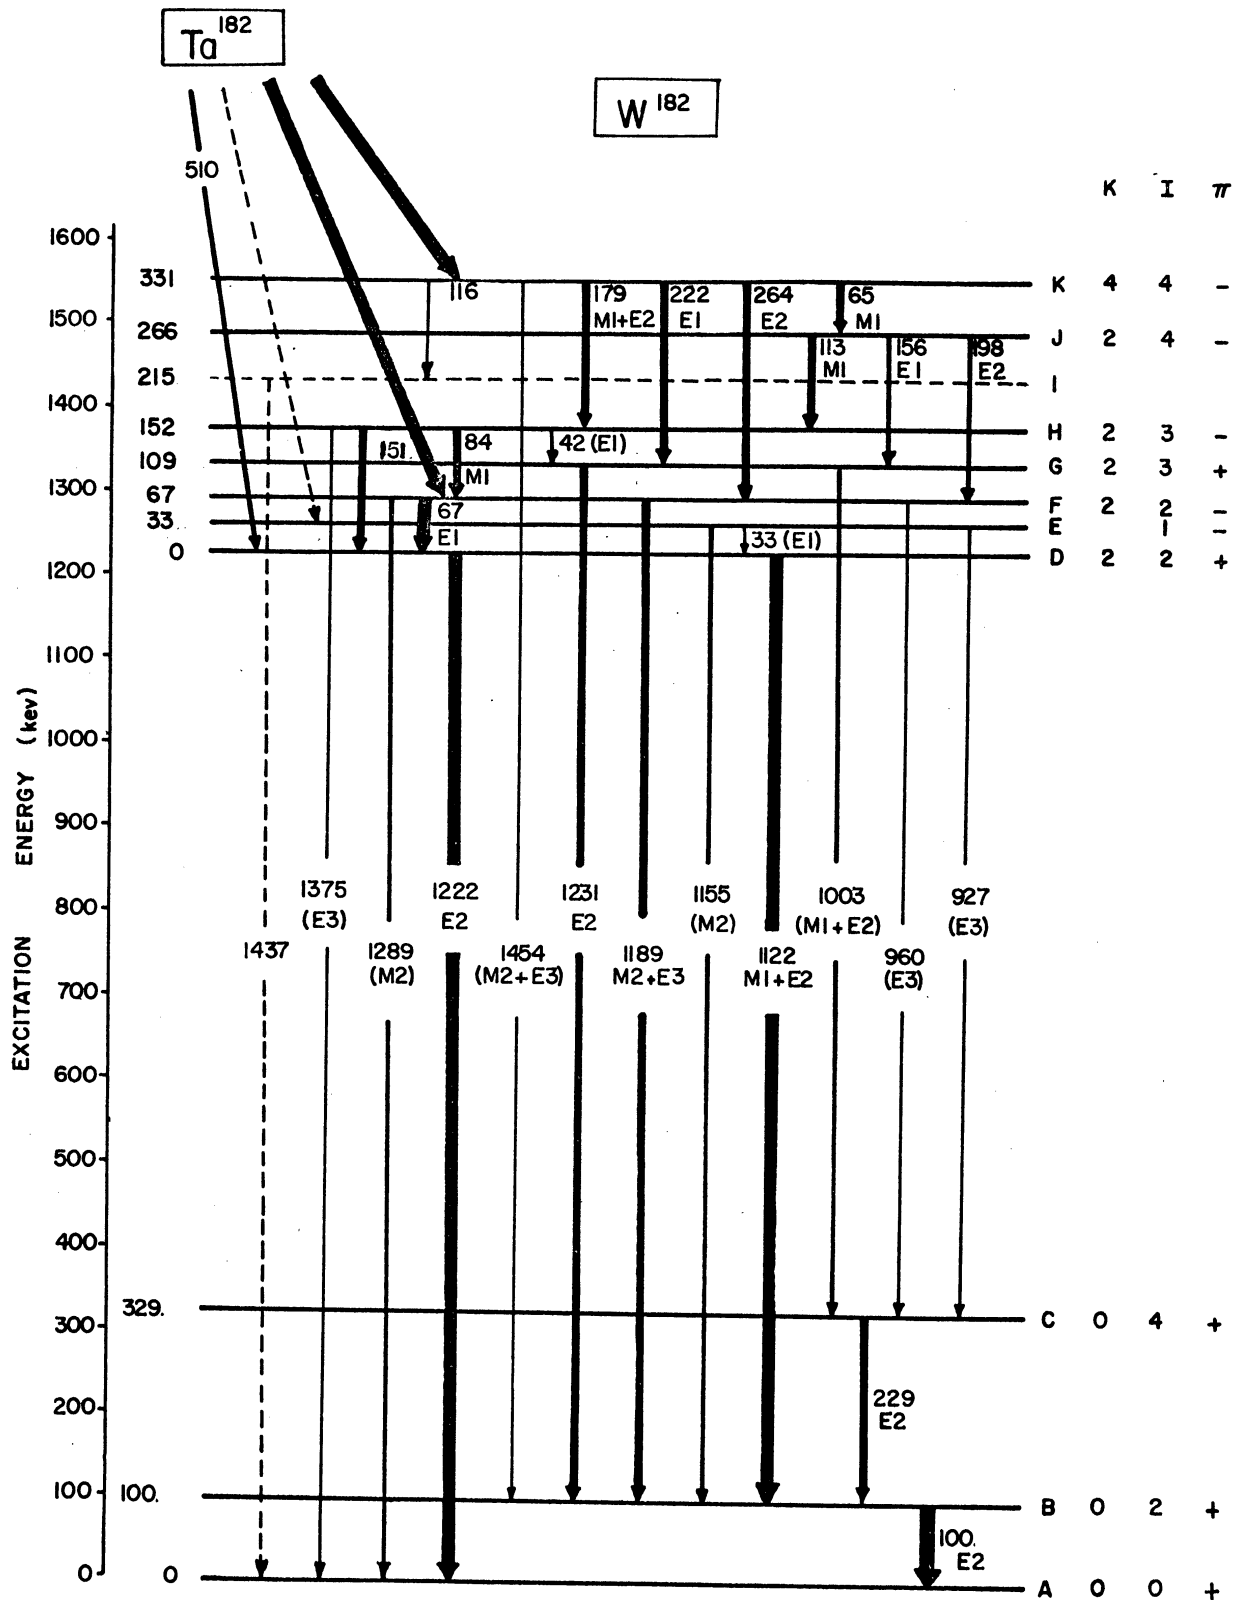 Ta182
W182
510
K I π
1600
331
116
179
222
264
65
K 4 4 -
M1+E2
E1
E2
M1
1500
266
113
156
198
J 2 4 -
M1
E1
E2
215
I
1400
152
151
84
42 (E1)
H 2 3 -
109
M1
G 2 3 +
1300
67
67
F 2 2 -
33
E1
33 (E1)
E 1 -
0
D 2 2 +
1200
1100
1000
900
1375
1222
1231
1155
1003
927
(E3)
E2
E2
(M2)
(M1+E2)
(E3)
800
1437
1289
1454
1189
1122
960
(M2)
(M2+E3)
M2+E3
M1+E2
(E3)
700
600
500
400
EXCITATION ENERGY (kev)
329.
C 0 4 +
300
229
E2
200
100
100.
B 0 2 +
100.
E2
0
0
A 0 0 +